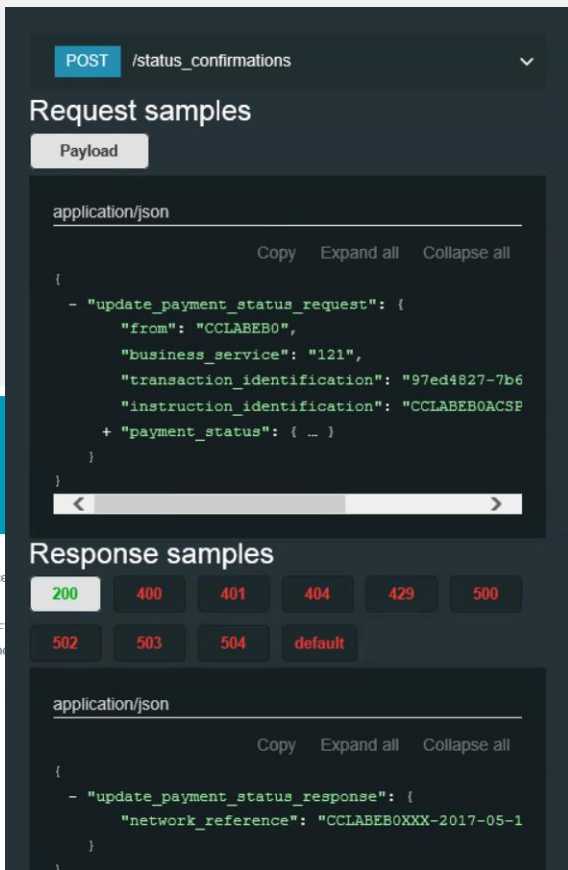 POST /status_confirmations
Request samples
Payload
application/json
Copy Expand all Collapse all
{
- "update_payment_status_request": {
"from": "CCLABEB0",
"business_service": "121",
"transaction_identification": "97ed4827-7b6
"instruction_identification": "CCLABEB0ACSP
+ "payment_status": { … }
}
}
Response samples
200 400 401 404 429 500
502 503 504 default
application/json
Copy Expand all Collapse all
{
- "update_payment_status_response": {
"network_reference": "CCLABEB0XXX-2017-05-1
}
}